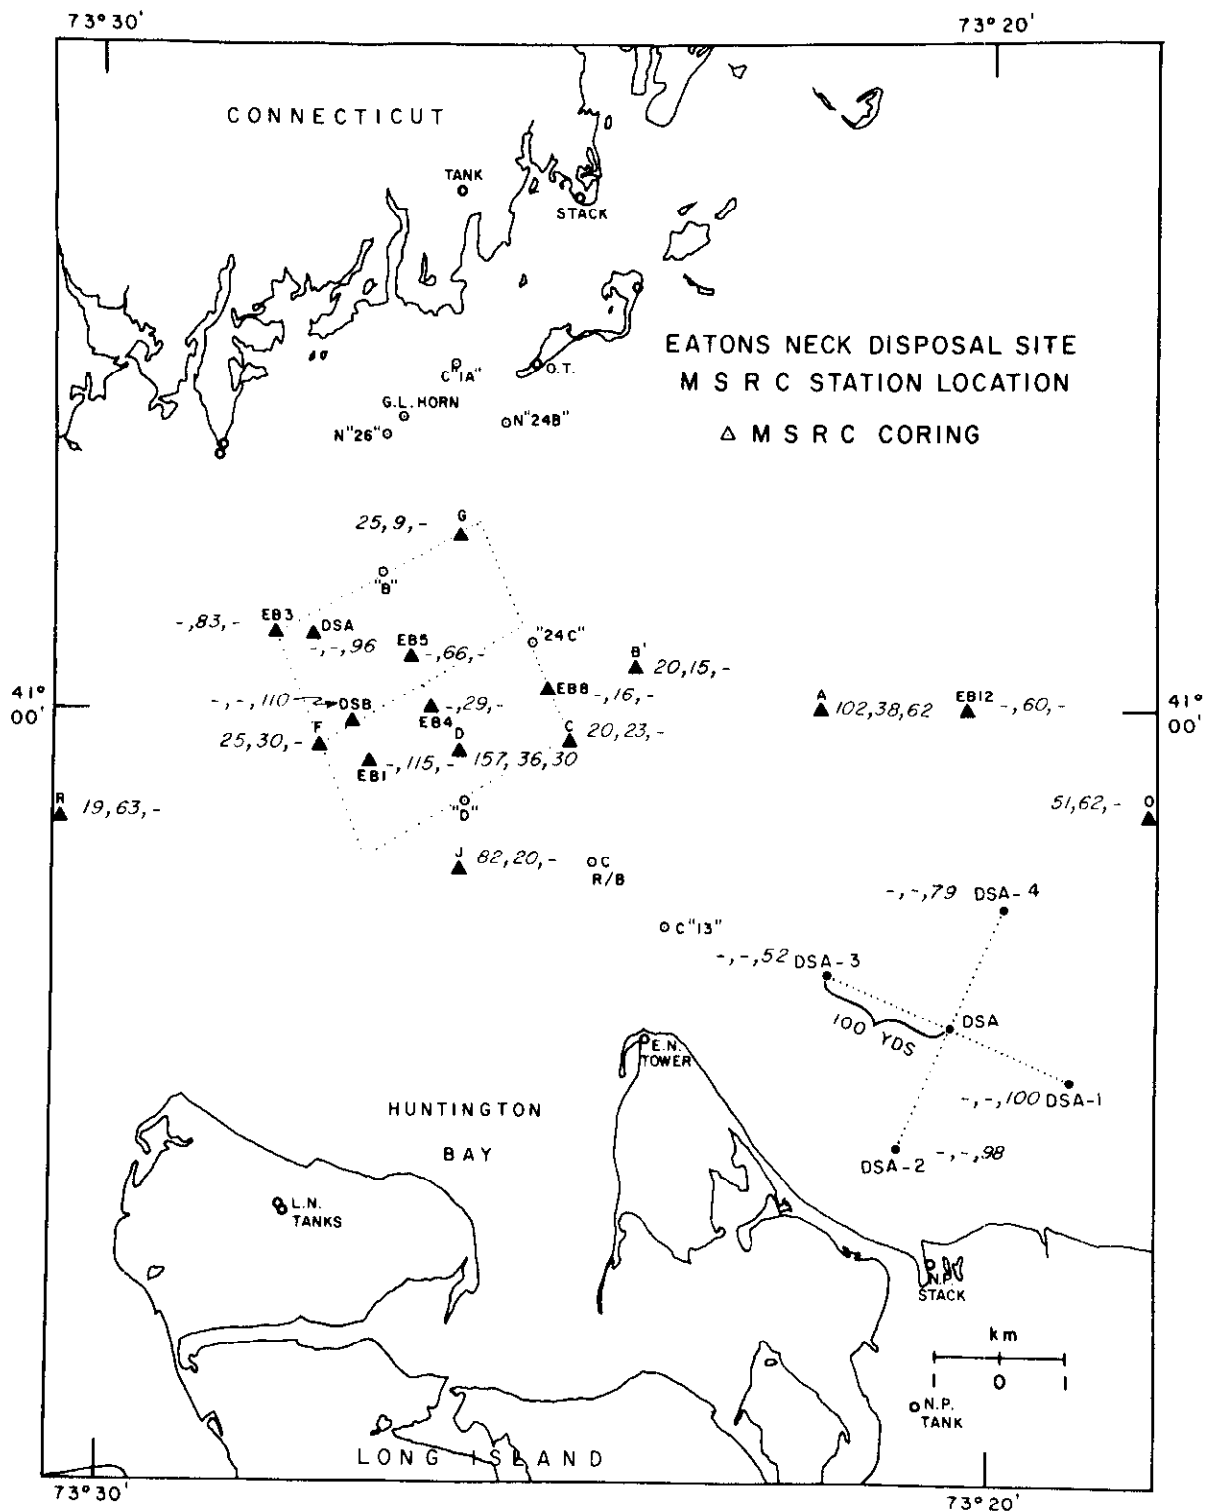 73°30'
73°20'
CONNECTICUT
TANK
STACK
EATONS NECK DISPOSAL SITE
M S R C STATION LOCATION
△ M S R C CORING
C"1A"
O.T.
G.L. HORN
N"26"
N"24B"
25,9,-
G
"B"
-,83,-
EB3
DSA
-,-,96
EB5
-,66,-
"24C"
B'
20,15,-
41°
00'
-,-,110
DSB
-,29,-
EB4
EB8
-,16,-
A
102,38,62
EB12
-,60,-
41°
00'
25,30,-
F
D
157,36,30
C
20,23,-
EB1
-,115,-
R
19,63,-
"D"
51,62,-
O
J
82,20,-
C
R/B
C"13"
-,-,79 DSA-4
-,-,52 DSA-3
100 YDS
DSA
E.N.
TOWER
-,-,100 DSA-1
DSA-2 -,-,98
HUNTINGTON
BAY
L.N.
TANKS
N.P.
STACK
km
1 0 1
N.P.
TANK
LONG ISLAND
73°30'
73°20'